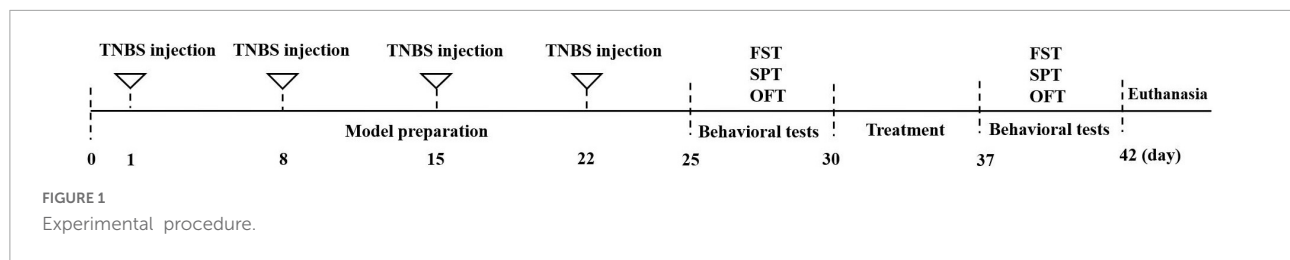 TNBS injection TNBS injection TNBS injection TNBS injection FST FST
SPT SPT
OFT OFT
Euthanasia
Model preparation Behavioral tests Treatment Behavioral tests
0 1 8 15 22 25 30 37 42 (day)
FIGURE 1
Experimental procedure.